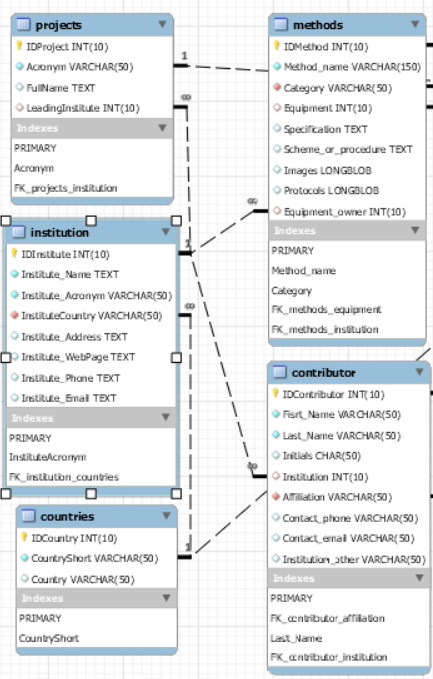 projects
IDProject INT(10)
Acronym VARCHAR(50)
FullName TEXT
LeadingInstitute INT(10)
Indexes
PRIMARY
Acronym
FK_projects_institution
1
∞
institution
IDInstitute INT(10)
Institute_Name TEXT
Institute_Acronym VARCHAR(50)
InstituteCountry VARCHAR(50)
Institute_Address TEXT
Institute_WebPage TEXT
Institute_Phone TEXT
Institute_Email TEXT
Indexes
PRIMARY
InstituteAcronym
FK_institution_countries
1
∞
countries
IDCountry INT(10)
CountryShort VARCHAR(50)
Country VARCHAR(50)
Indexes
PRIMARY
CountryShort
1
methods
IDMethod INT(10)
Method_name VARCHAR(150)
Category VARCHAR(50)
Equipment INT(10)
Specification TEXT
Scheme_or_procedure TEXT
Images LONGBLOB
Protocols LONGBLOB
Equipment_owner INT(10)
Indexes
PRIMARY
Method_name
Category
FK_methods_equipment
FK_methods_institution
∞
contributor
IDContributor INT(10)
Fisrt_Name VARCHAR(50)
Last_Name VARCHAR(50)
Initials CHAR(50)
Institution INT(10)
Affiliation VARCHAR(50)
Contact_phone VARCHAR(50)
Contact_email VARCHAR(50)
Institution_other VARCHAR(50)
Indexes
PRIMARY
FK_contributor_affiliation
Last_Name
FK_contributor_institution
∞